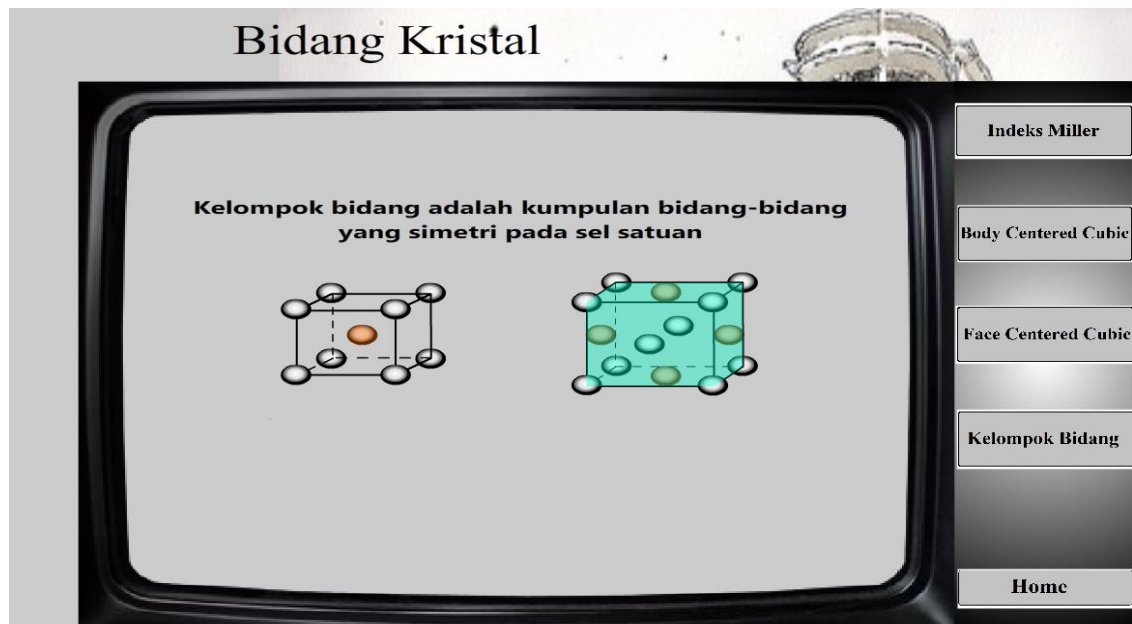 Bidang Kristal
Kelompok bidang adalah kumpulan bidang-bidang
yang simetri pada sel satuan
Indeks Miller
Body Centered Cubic
Face Centered Cubic
Kelompok Bidang
Home